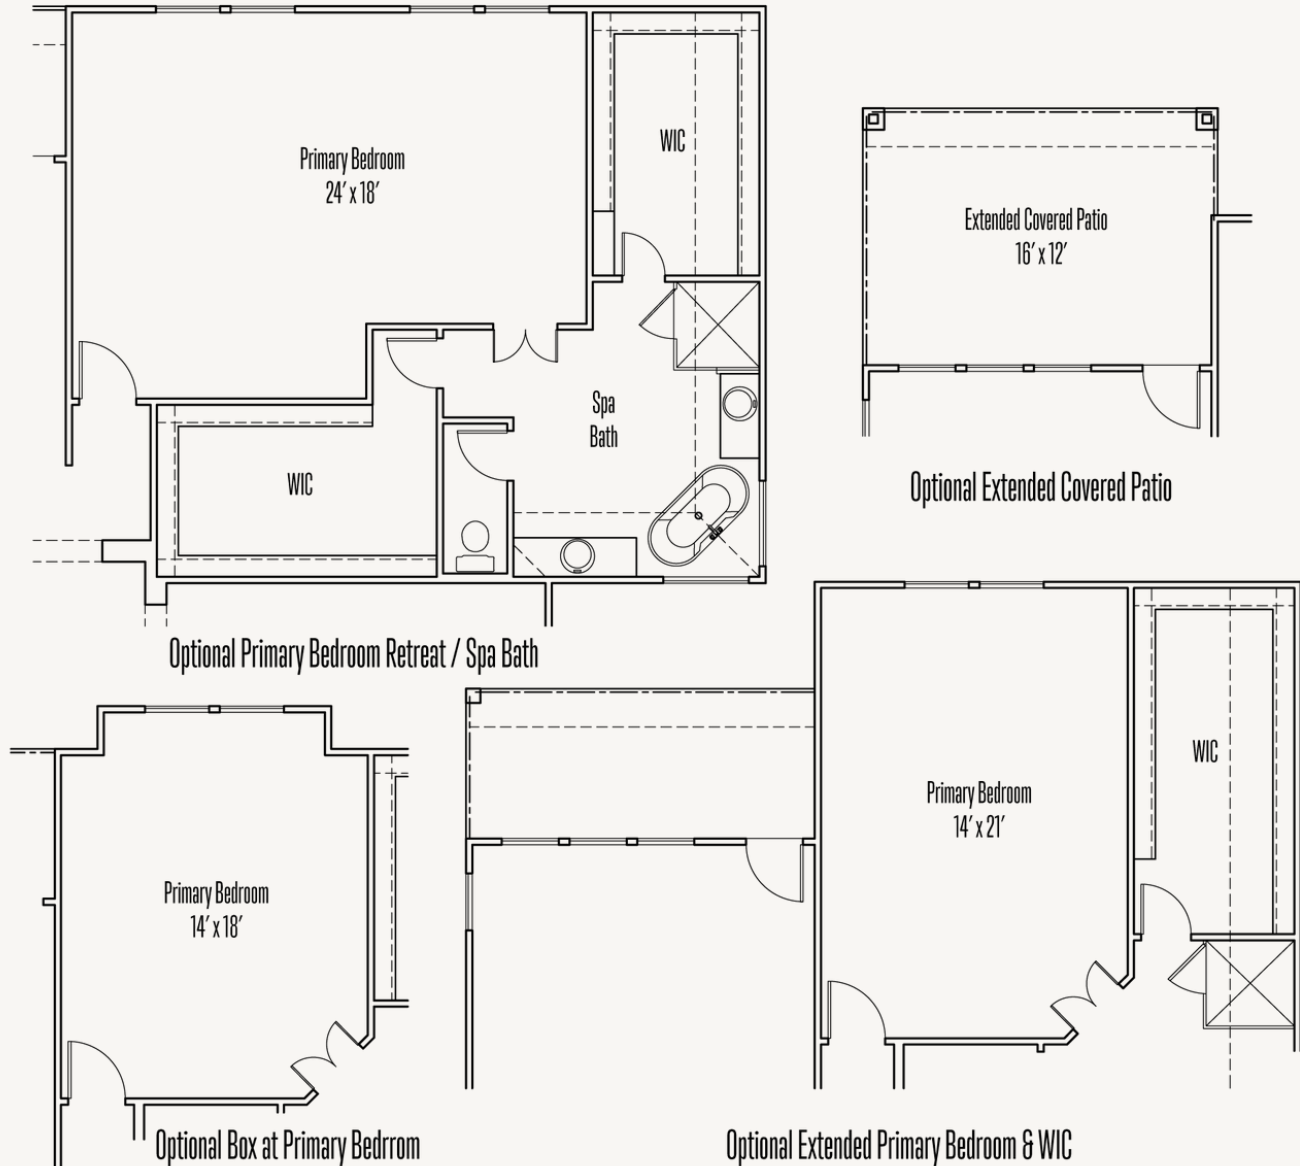 Primary Bedroom
24' x 18'
WIC
Spa
Bath
WIC
Optional Primary Bedroom Retreat / Spa Bath
Extended Covered Patio
16' x 12'
Optional Extended Covered Patio
Primary Bedroom
14' x 18'
Optional Box at Primary Bedrrom
Primary Bedroom
14' x 21'
WIC
Optional Extended Primary Bedroom & WIC